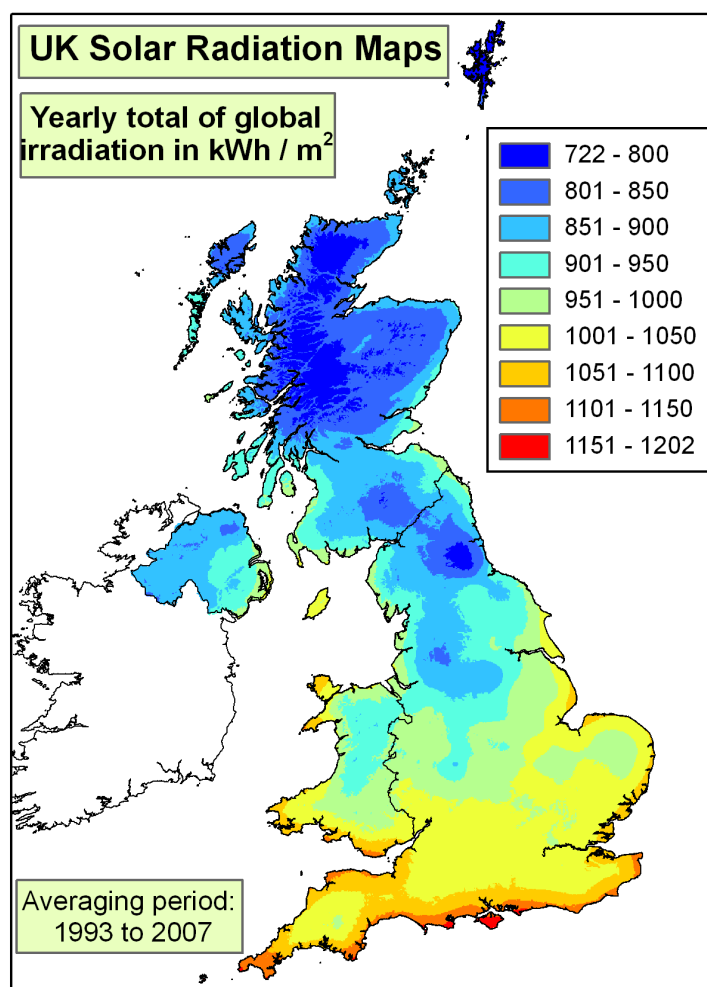 UK Solar Radiation Maps
Yearly total of global
irradiation in kWh / m²
722 - 800
801 - 850
851 - 900
901 - 950
951 - 1000
1001 - 1050
1051 - 1100
1101 - 1150
1151 - 1202
Averaging period:
1993 to 2007